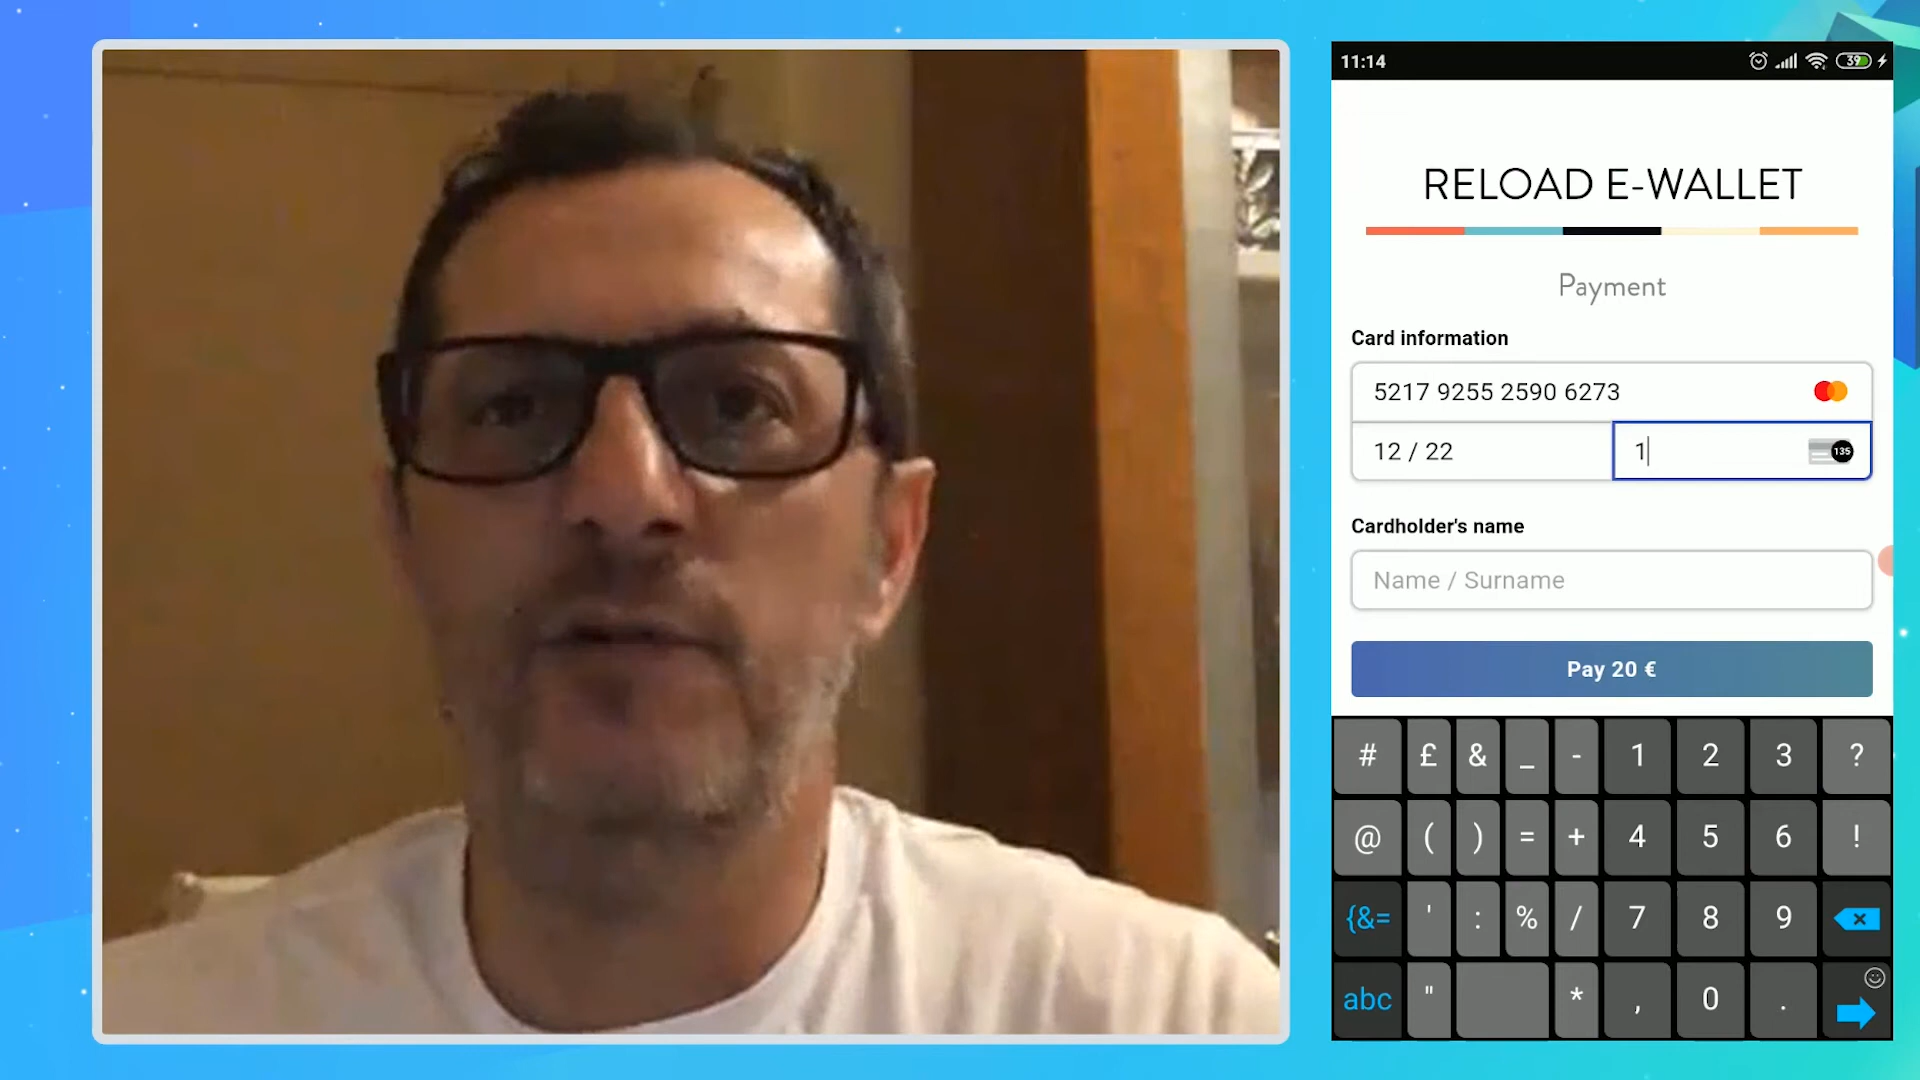 11:14
39
RELOAD E-WALLET
Payment
Card information
5217 9255 2590 6273
12 / 22
1
135
Cardholder's name
Name / Surname
Pay 20 €
# £ & _ - 1 2 3 ?
@ ( ) = + 4 5 6 !
{&= ' : % / 7 8 9
abc " * , 0 .